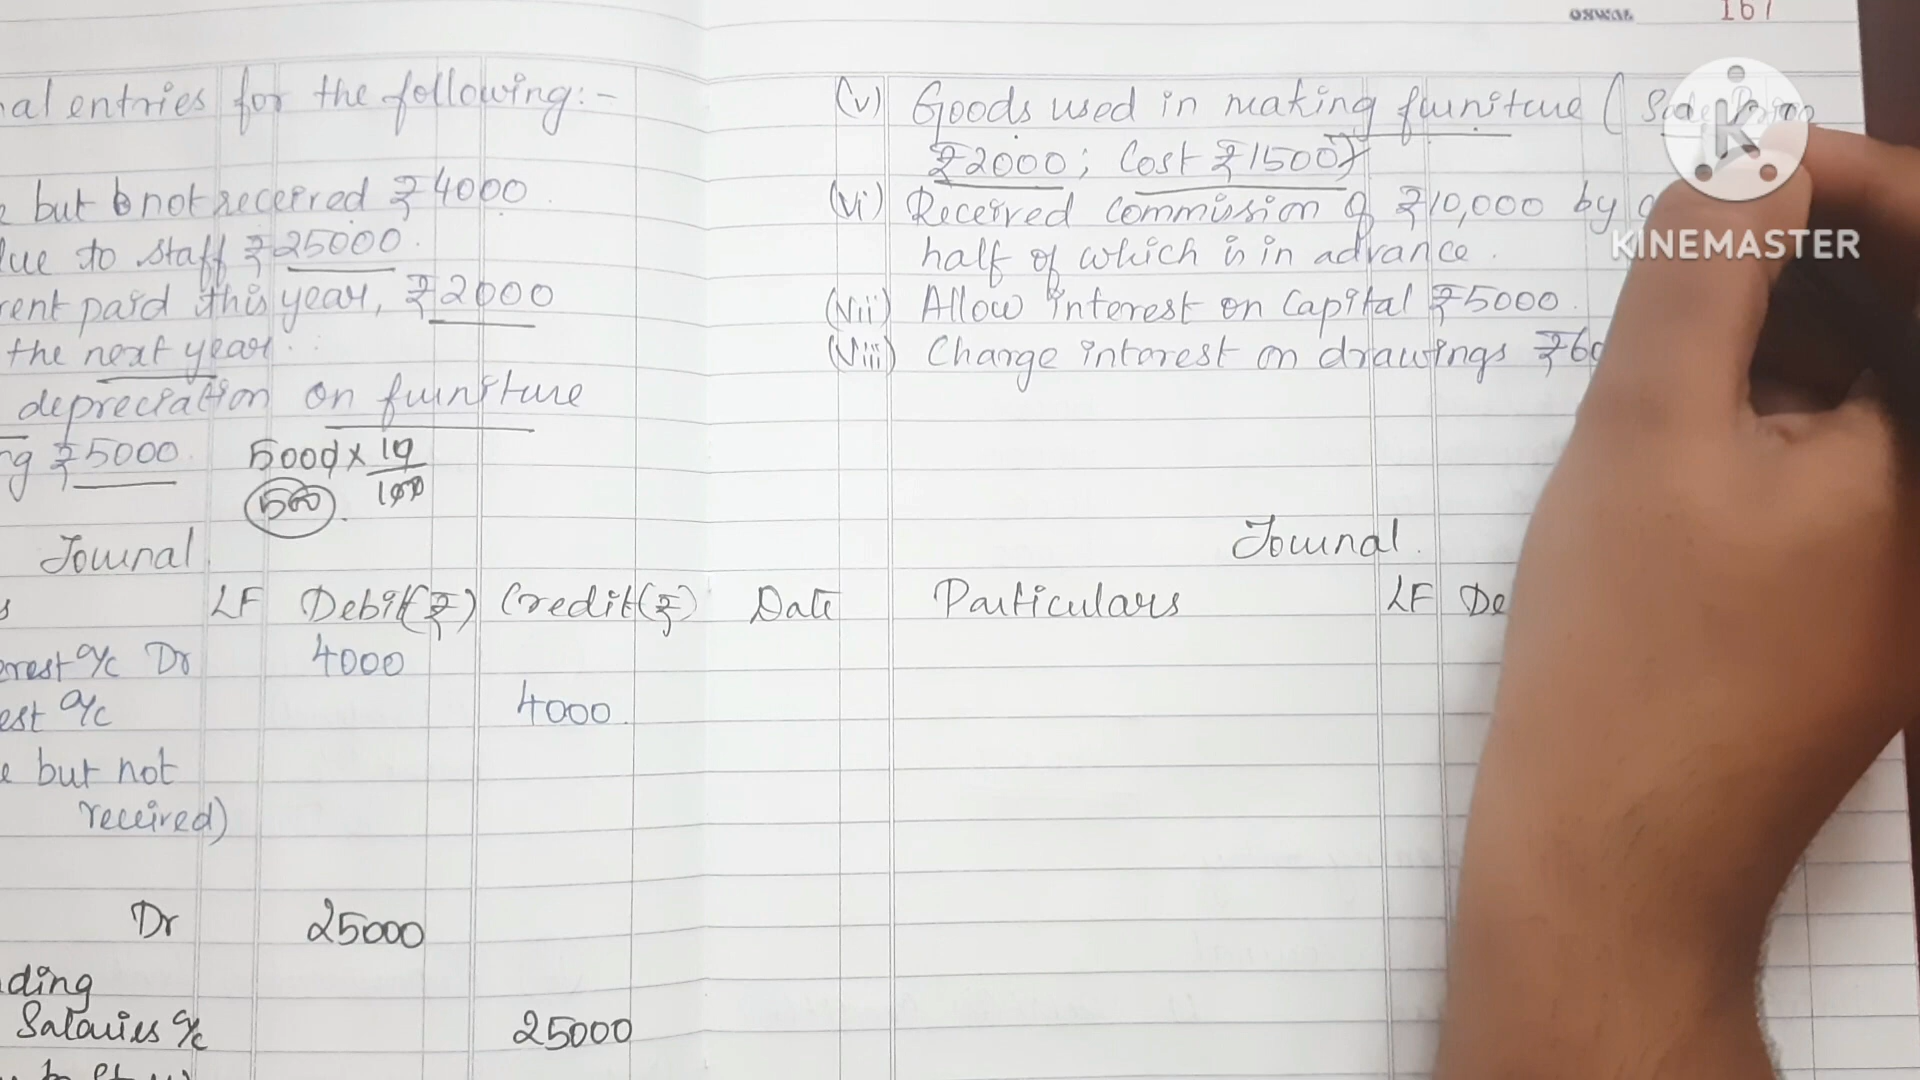 OSWAL 167
al entries for the following:-
but not received ₹4000
due to staff ₹25000.
rent paid this year, ₹2000
the next year.
depreciation on furniture
₹5000. 5000 × 10
100
500.
Journal
LF Debit(₹) Credit(₹)
a/c Dr 4000
a/c 4000.
but not
received)
Dr 25000
Salaries a/c 25000
(v) Goods used in making furniture (
₹2000; Cost ₹1500)
(vi) Received commission of ₹10,000 by
half of which is in advance.
(vii) Allow interest on Capital ₹5000.
(viii) Charge interest on drawings
Journal.
Date Particulars LF De
KINEMASTER